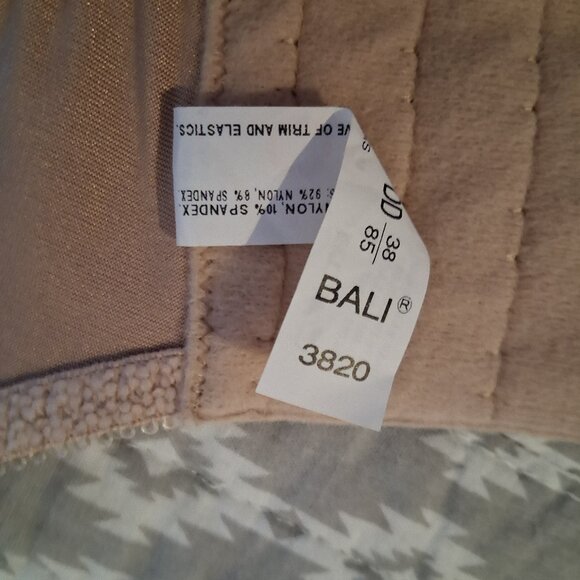 VE OF TRIM AND ELASTICS.
S: 92% NYLON, 8% SPANDEX.
NYLON, 10% SPANDEX.
DD
38
85
BALI®
3820